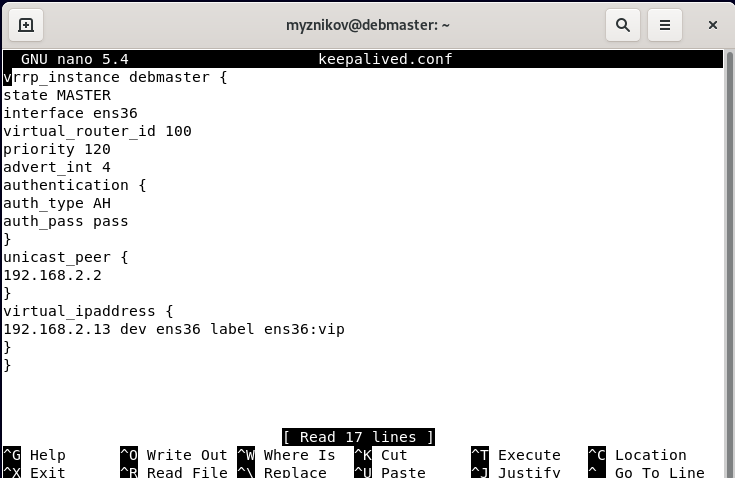 myznikov@debmaster: ~
GNU nano 5.4 keepalived.conf
vrrp_instance debmaster {
state MASTER
interface ens36
virtual_router_id 100
priority 120
advert_int 4
authentication {
auth_type AH
auth_pass pass
}
unicast_peer {
192.168.2.2
}
virtual_ipaddress {
192.168.2.13 dev ens36 label ens36:vip
}
}
[ Read 17 lines ]
^G Help ^O Write Out ^W Where Is ^K Cut ^T Execute ^C Location
^X Exit ^R Read File ^\ Replace ^U Paste ^J Justify ^_ Go To Line